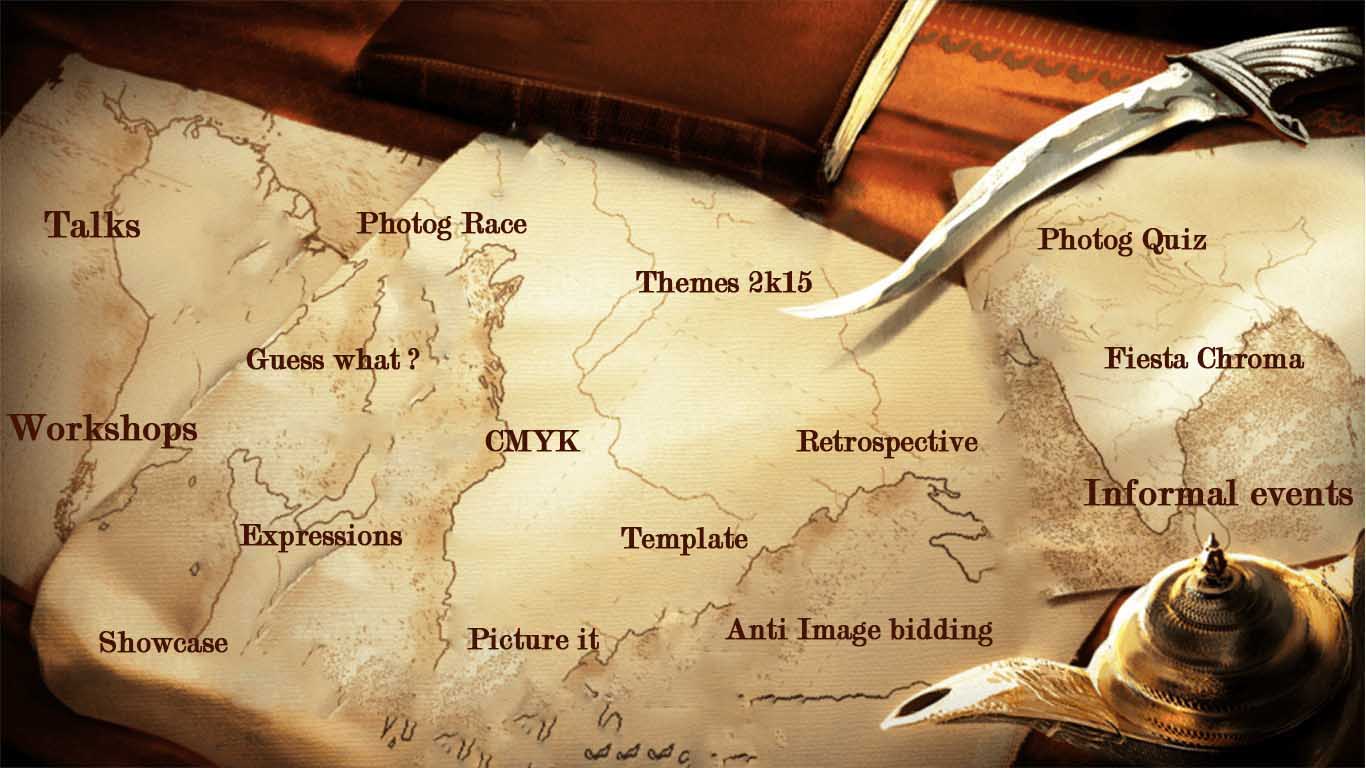 Talks
Photog Race
Photog Quiz
Themes 2k15
Guess what ?
Fiesta Chroma
Workshops
CMYK
Retrospective
Informal events
Expressions
Template
Showcase
Picture it
Anti Image bidding